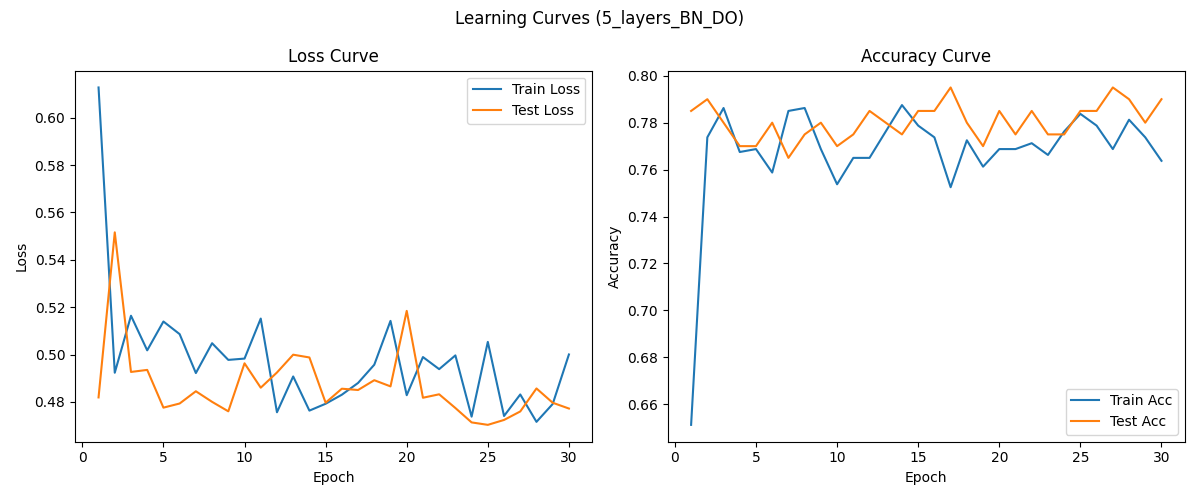 Learning Curves (5_layers_BN_DO)
Loss Curve
Train Loss
Test Loss
0.60
0.58
0.56
0.54
0.52
0.50
0.48
Loss
0 5 10 15 20 25 30
Epoch
Accuracy Curve
0.80
0.78
0.76
0.74
0.72
0.70
0.68
0.66
Accuracy
Train Acc
Test Acc
0 5 10 15 20 25 30
Epoch